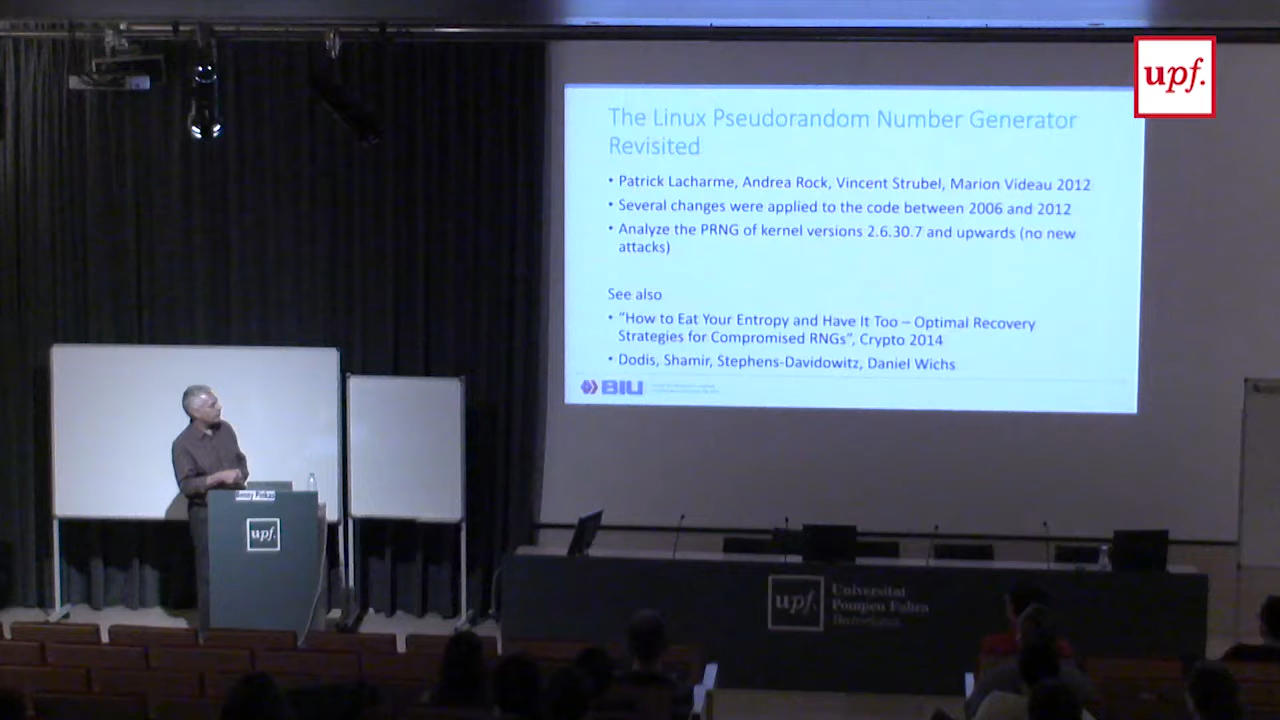 upf.
The Linux Pseudorandom Number Generator
Revisited
• Patrick Lacharme, Andrea Rock, Vincent Strubel, Marion Videau 2012
• Several changes were applied to the code between 2006 and 2012
• Analyze the PRNG of kernel versions 2.6.30.7 and upwards (no new
attacks)
See also
• "How to Eat Your Entropy and Have It Too – Optimal Recovery
Strategies for Compromised RNGs", Crypto 2014
• Dodis, Shamir, Stephens-Davidowitz, Daniel Wichs
BIU
Benny Pinkas
upf.
upf.
Universitat
Pompeu Fabra
Barcelona